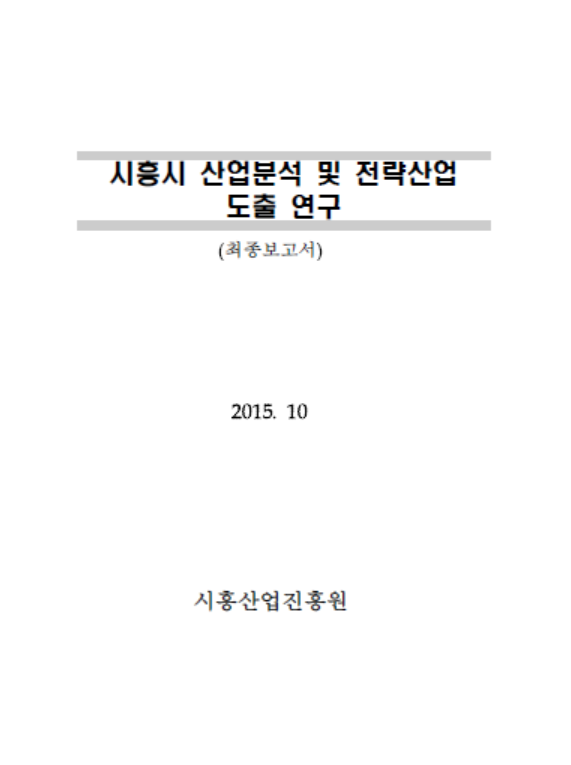 시흥시 산업분석 및 전략산업
도출 연구
(최종보고서)
2015. 10
시흥산업진흥원